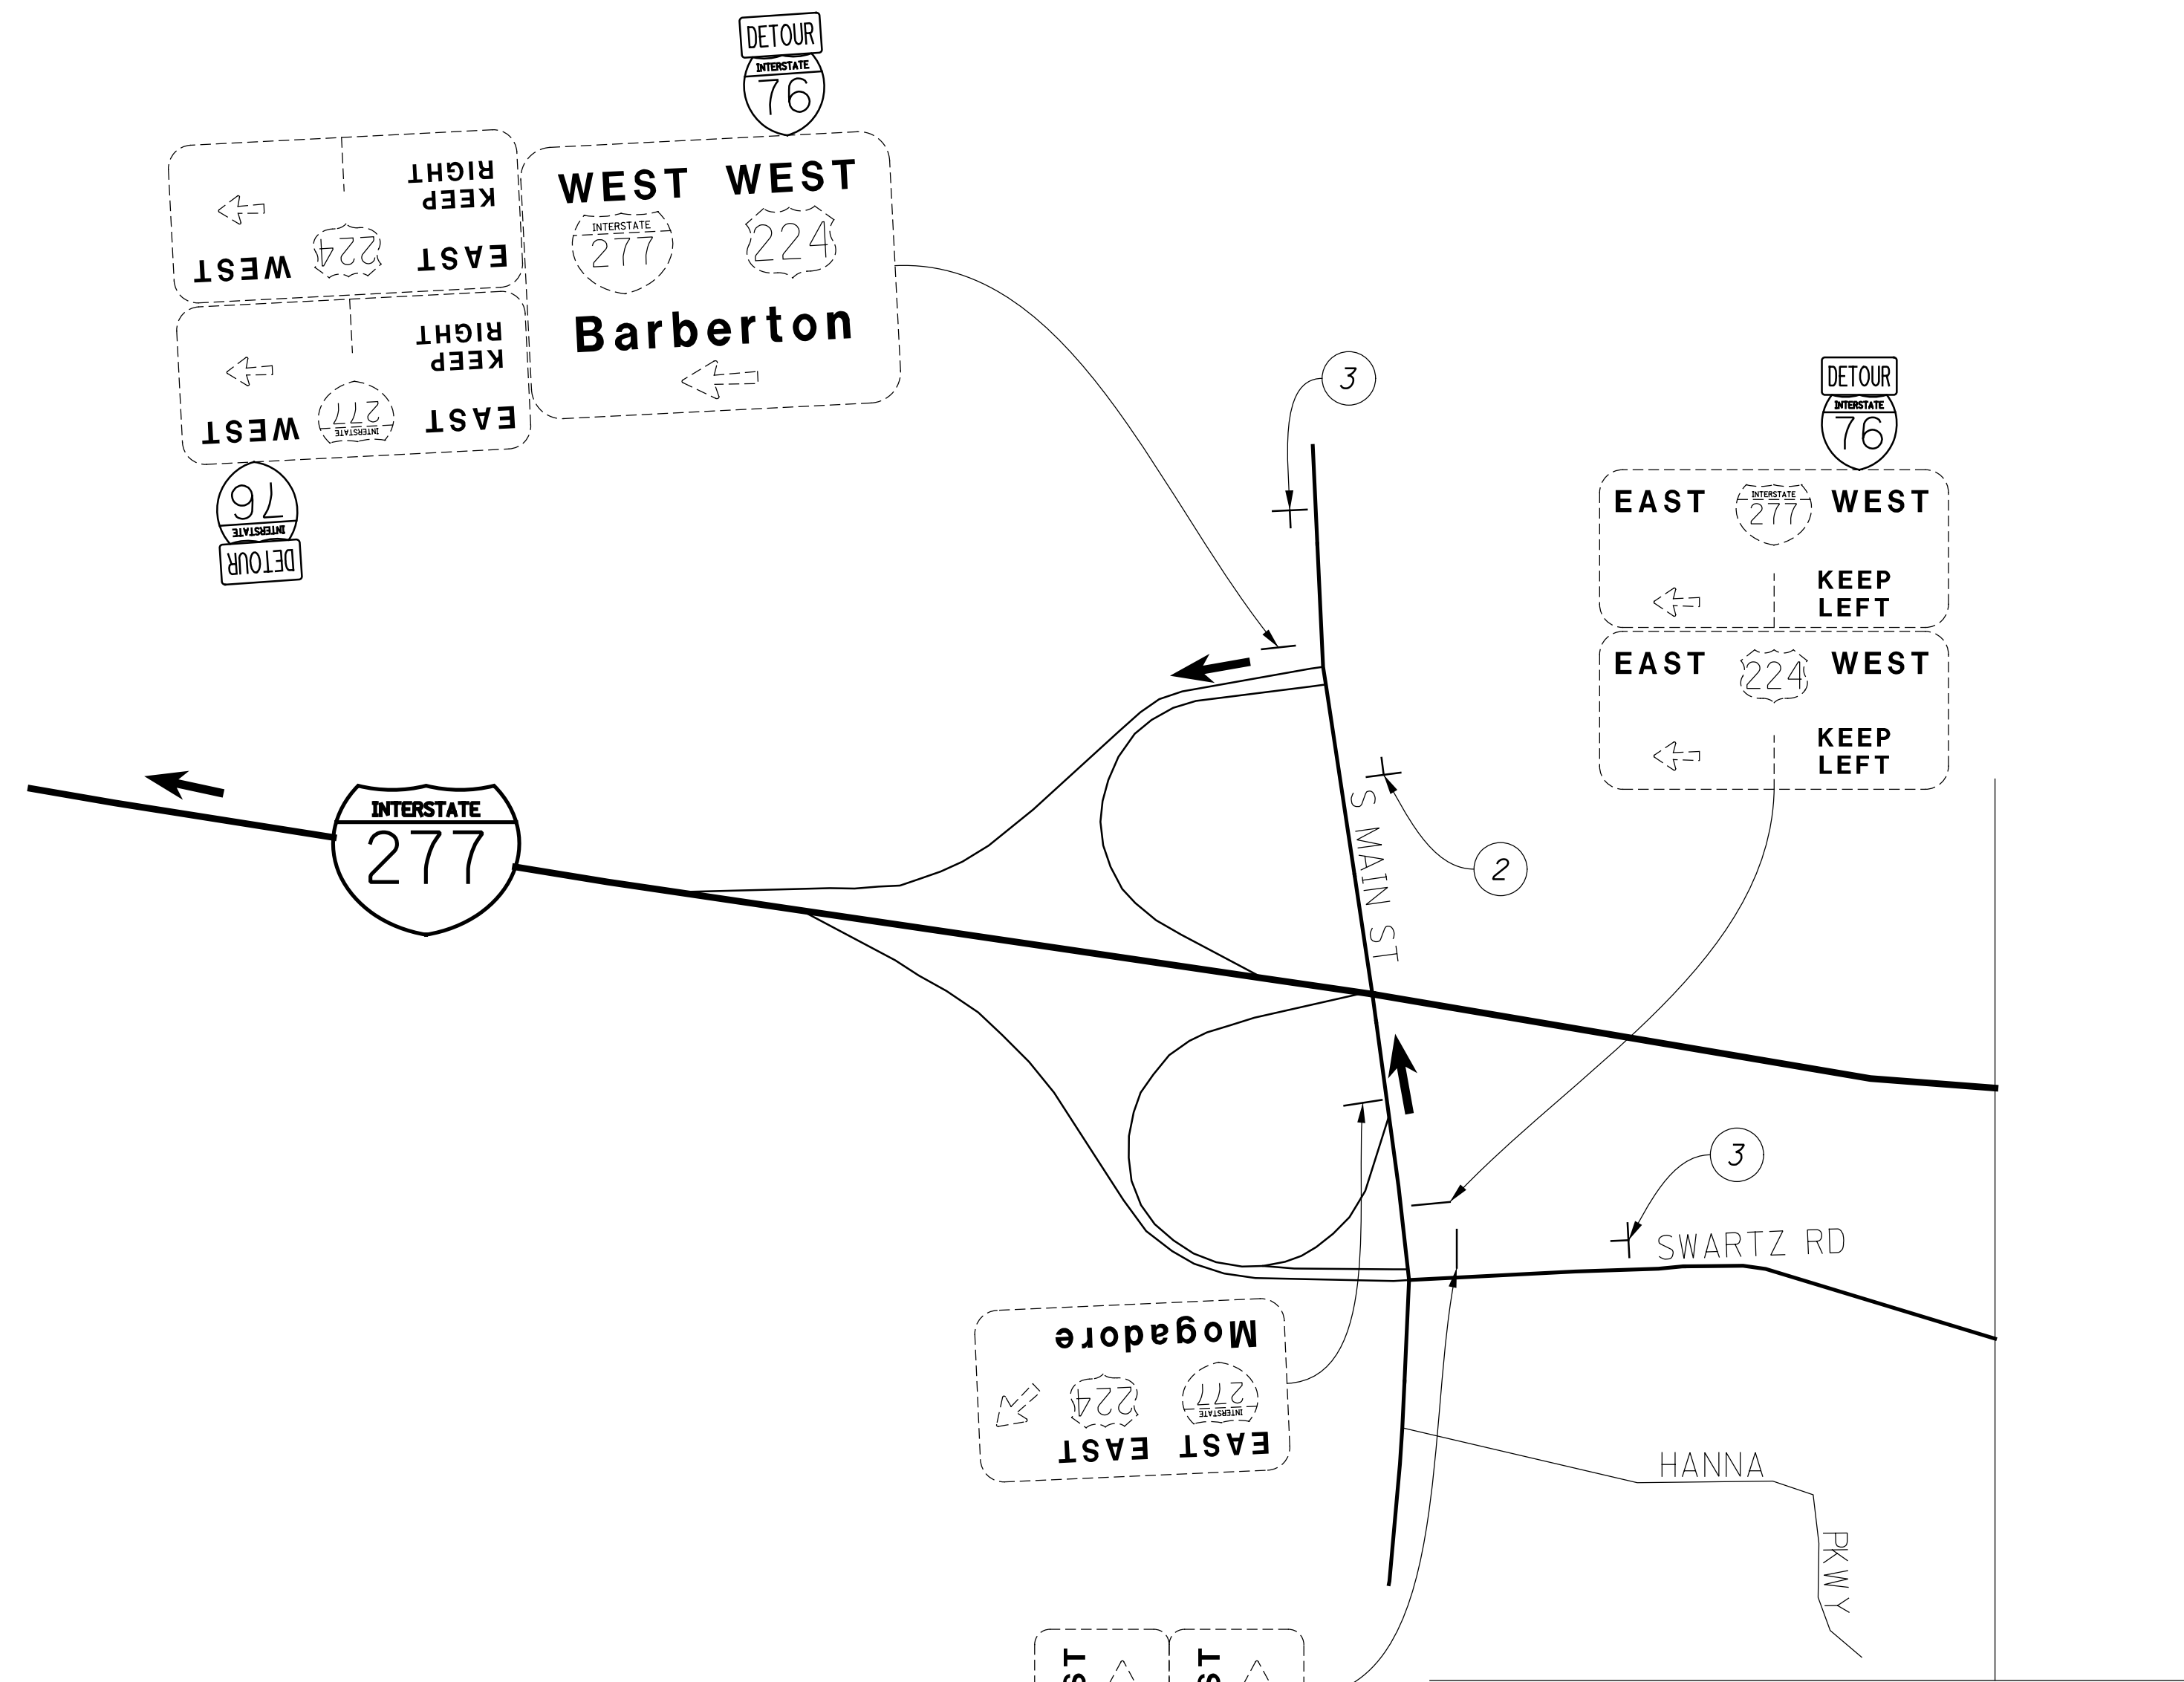 DETOUR
INTERSTATE
76
WEST WEST
INTERSTATE
277
224
Barberton
KEEP
RIGHT
EAST 224 WEST
KEEP
RIGHT
EAST INTERSTATE 277 WEST
76
INTERSTATE
DETOUR
3
DETOUR
INTERSTATE
76
EAST INTERSTATE 277 WEST
KEEP
LEFT
EAST 224 WEST
KEEP
LEFT
INTERSTATE
277
S MAIN ST
2
3
SWARTZ RD
Mogadore
INTERSTATE 277 224
EAST EAST
HANNA
PKWY
ST ST